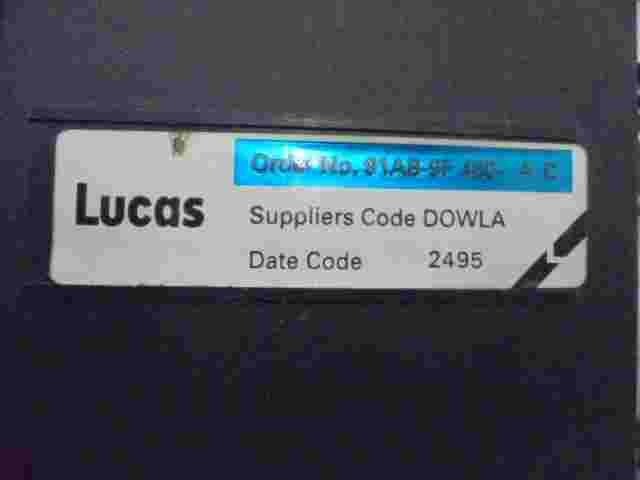 Order No. 91AB-9F 480- A C
Lucas
Suppliers Code DOWLA
Date Code 2495